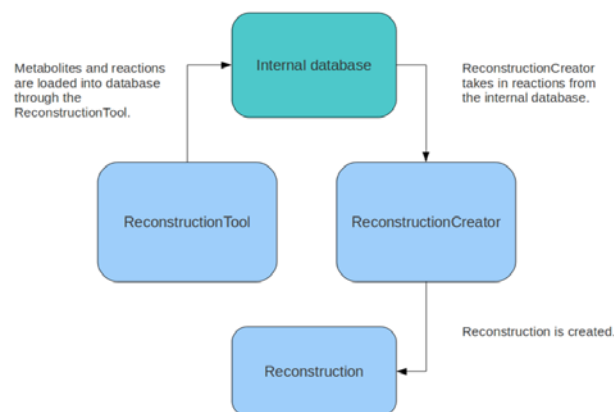 Internal database
Metabolites and reactions
are loaded into database
through the
ReconstructionTool.
ReconstructionCreator
takes in reactions from
the internal database.
ReconstructionTool
ReconstructionCreator
Reconstruction is created.
Reconstruction